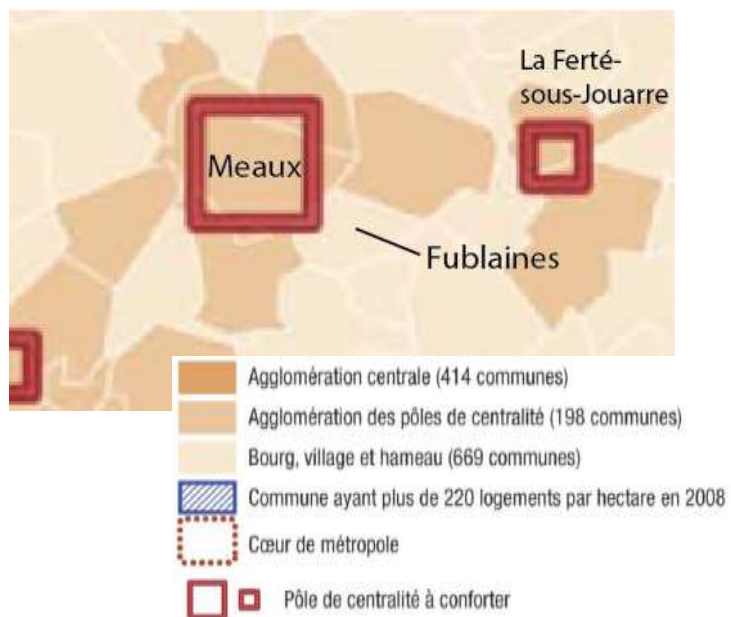 La Ferté-
sous-Jouarre
Meaux
Fublaines
Agglomération centrale (414 communes)
Agglomération des pôles de centralité (198 communes)
Bourg, village et hameau (669 communes)
Commune ayant plus de 220 logements par hectare en 2008
Cœur de métropole
Pôle de centralité à conforter